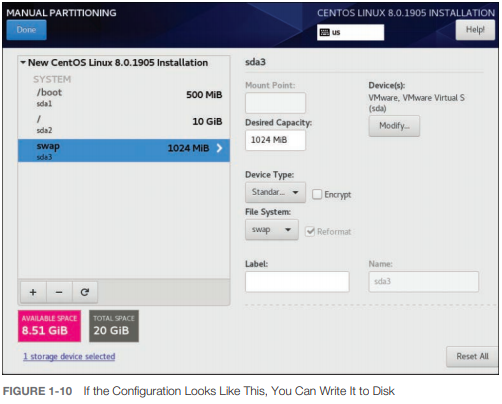 MANUAL PARTITIONING
CENTOS LINUX 8.0.1905 INSTALLATION
Done
us
Help!
New CentOS Linux 8.0.1905 Installation
SYSTEM
/boot
500 MiB
sda1
/
10 GiB
sda2
swap
1024 MiB
sda3
sda3
Mount Point:
Device(s):
VMware, VMware Virtual S
(sda)
Desired Capacity:
Modify...
1024 MiB
Device Type:
Standar...
Encrypt
File System:
swap
Reformat
Label:
Name:
sda3
+ −
AVAILABLE SPACE
8.51 GiB
TOTAL SPACE
20 GiB
1 storage device selected
Reset All
FIGURE 1-10 If the Configuration Looks Like This, You Can Write It to Disk